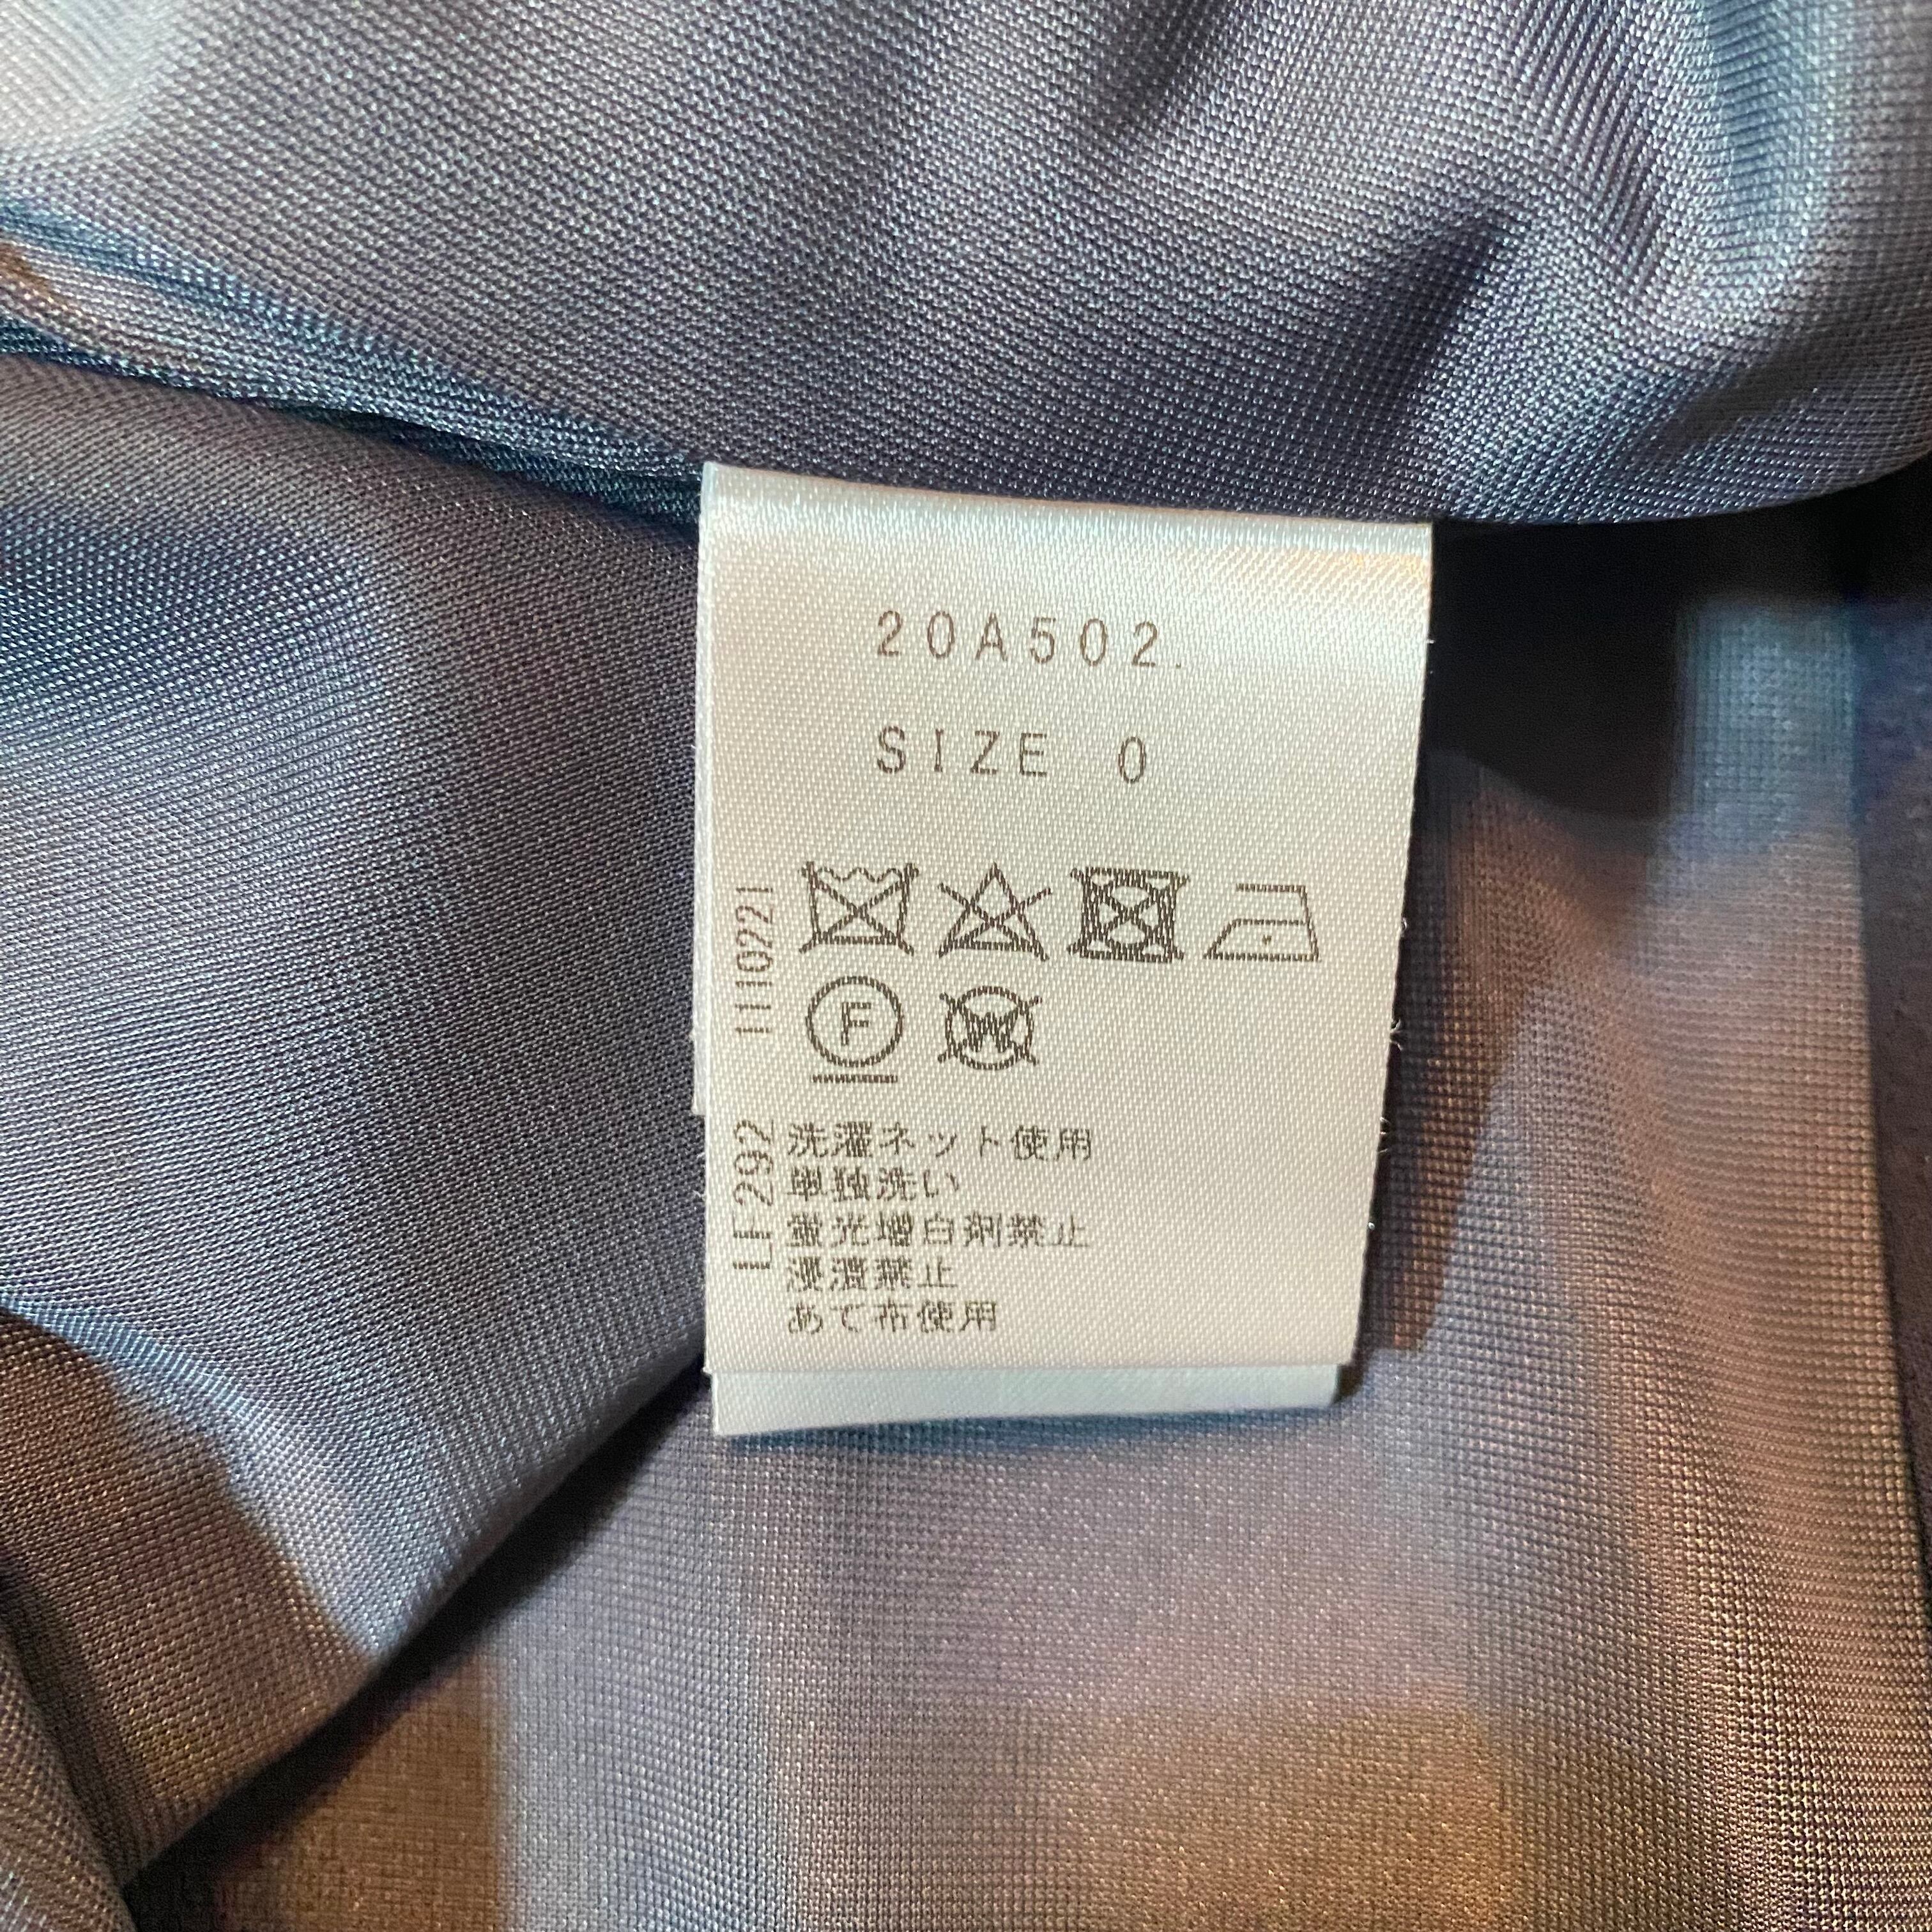 20A502.
SIZE 0
1110221
F
W
LF292
洗濯ネット使用
単独洗い
蛍光増白剤禁止
浸漬禁止
あて布使用